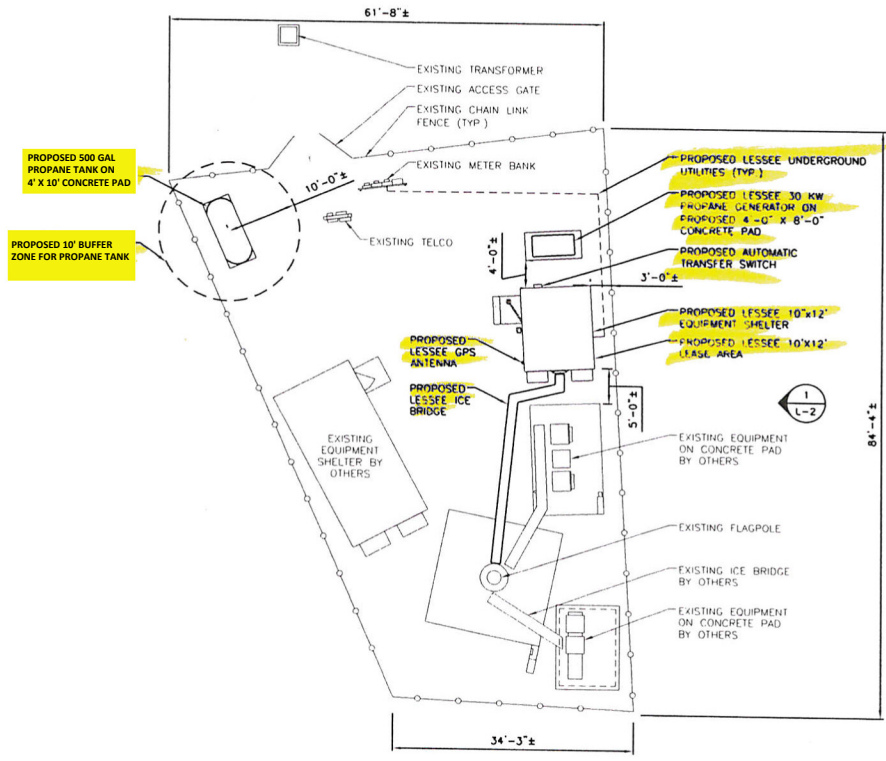 61'-8"±
EXISTING TRANSFORMER
EXISTING ACCESS GATE
EXISTING CHAIN LINK
FENCE (TYP.)
EXISTING METER BANK
PROPOSED 500 GAL
PROPANE TANK ON
4' X 10' CONCRETE PAD
10'-0"±
EXISTING TELCO
PROPOSED 10' BUFFER
ZONE FOR PROPANE TANK
PROPOSED LESSEE UNDERGROUND
UTILITIES (TYP.)
PROPOSED LESSEE 30 KW
PROPANE GENERATOR ON
PROPOSED 4'-0" X 8'-0"
CONCRETE PAD
4'-0"±
PROPOSED AUTOMATIC
TRANSFER SWITCH
3'-0"±
PROPOSED LESSEE 10"x12'
EQUIPMENT SHELTER
PROPOSED LESSEE 10'X12'
LEASE AREA
PROPOSED
LESSEE GPS
ANTENNA
PROPOSED
LESSEE ICE
BRIDGE
5'-0"±
1
L-2
84'-4"±
EXISTING
EQUIPMENT
SHELTER BY
OTHERS
EXISTING EQUIPMENT
ON CONCRETE PAD
BY OTHERS
EXISTING FLAGPOLE
EXISTING ICE BRIDGE
BY OTHERS
EXISTING EQUIPMENT
ON CONCRETE PAD
BY OTHERS
34'-3"±